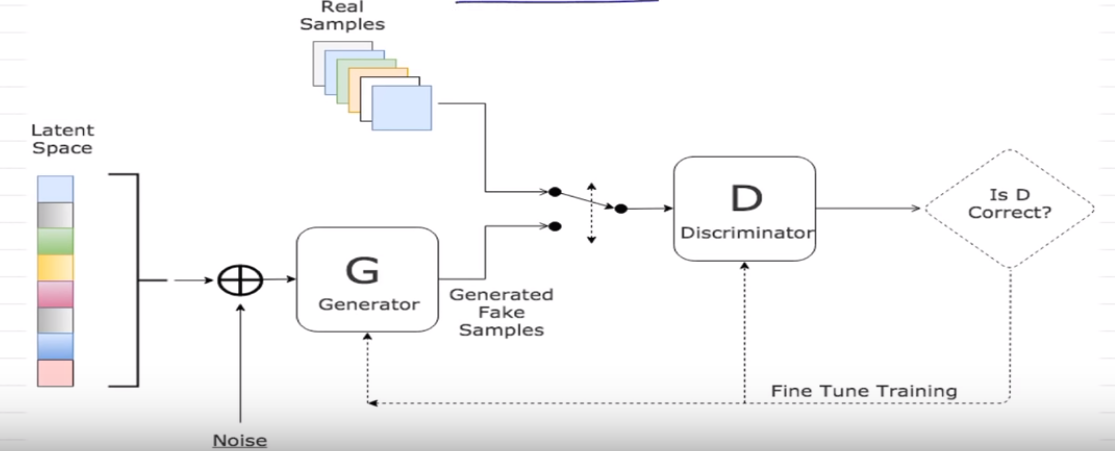 Real
Samples
Latent
Space
G
Generator
Generated
Fake
Samples
D
Discriminator
Is D
Correct?
Fine Tune Training
Noise